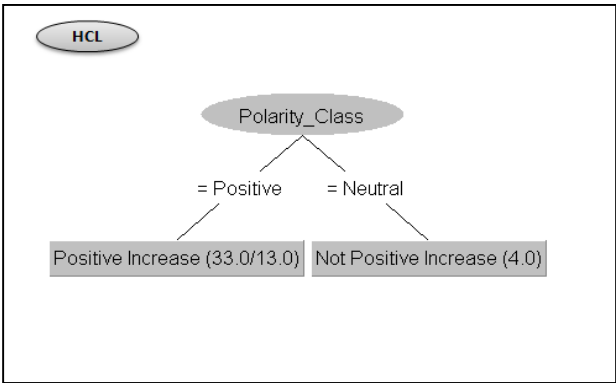 HCL
Polarity_Class
= Positive
= Neutral
Positive Increase (33.0/13.0)
Not Positive Increase (4.0)